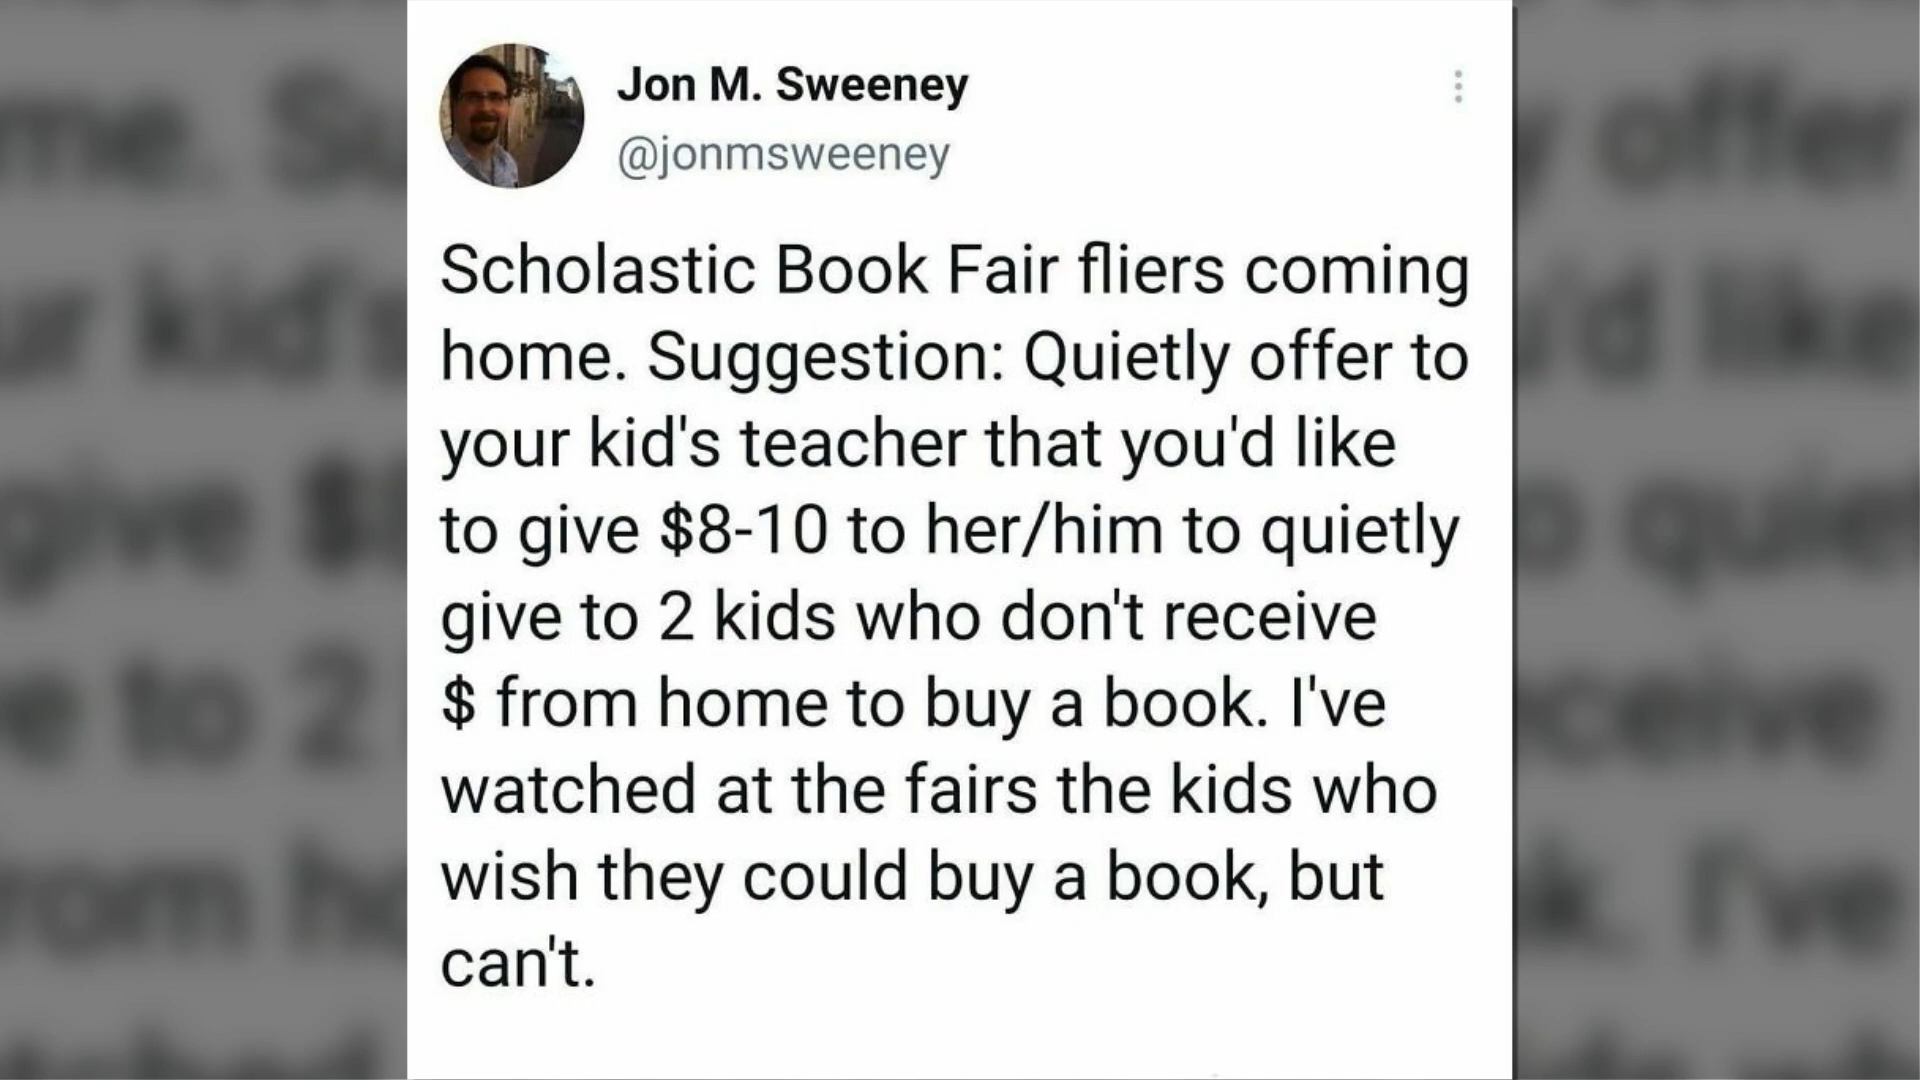 Jon M. Sweeney
@jonmsweeney
Scholastic Book Fair fliers coming
home. Suggestion: Quietly offer to
your kid's teacher that you'd like
to give $8-10 to her/him to quietly
give to 2 kids who don't receive
$ from home to buy a book. I've
watched at the fairs the kids who
wish they could buy a book, but
can't.